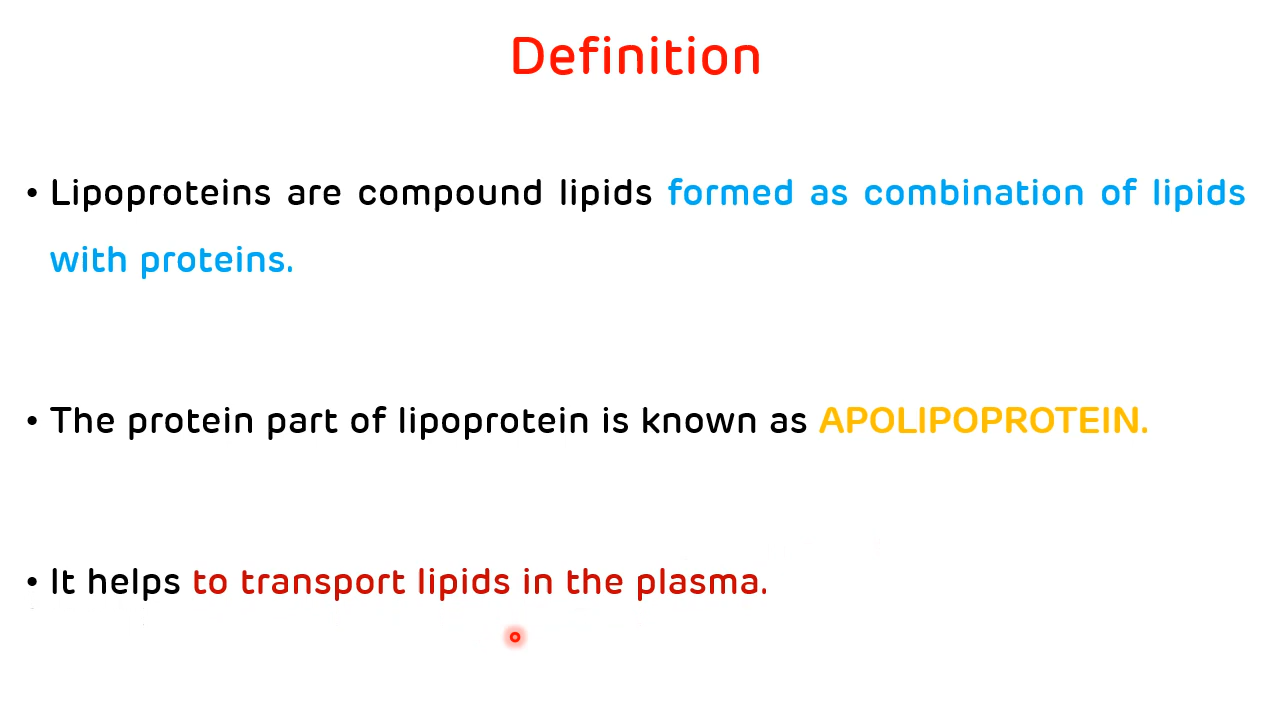 Definition
• Lipoproteins are compound lipids formed as combination of lipids
with proteins.
• The protein part of lipoprotein is known as APOLIPOPROTEIN.
• It helps to transport lipids in the plasma.